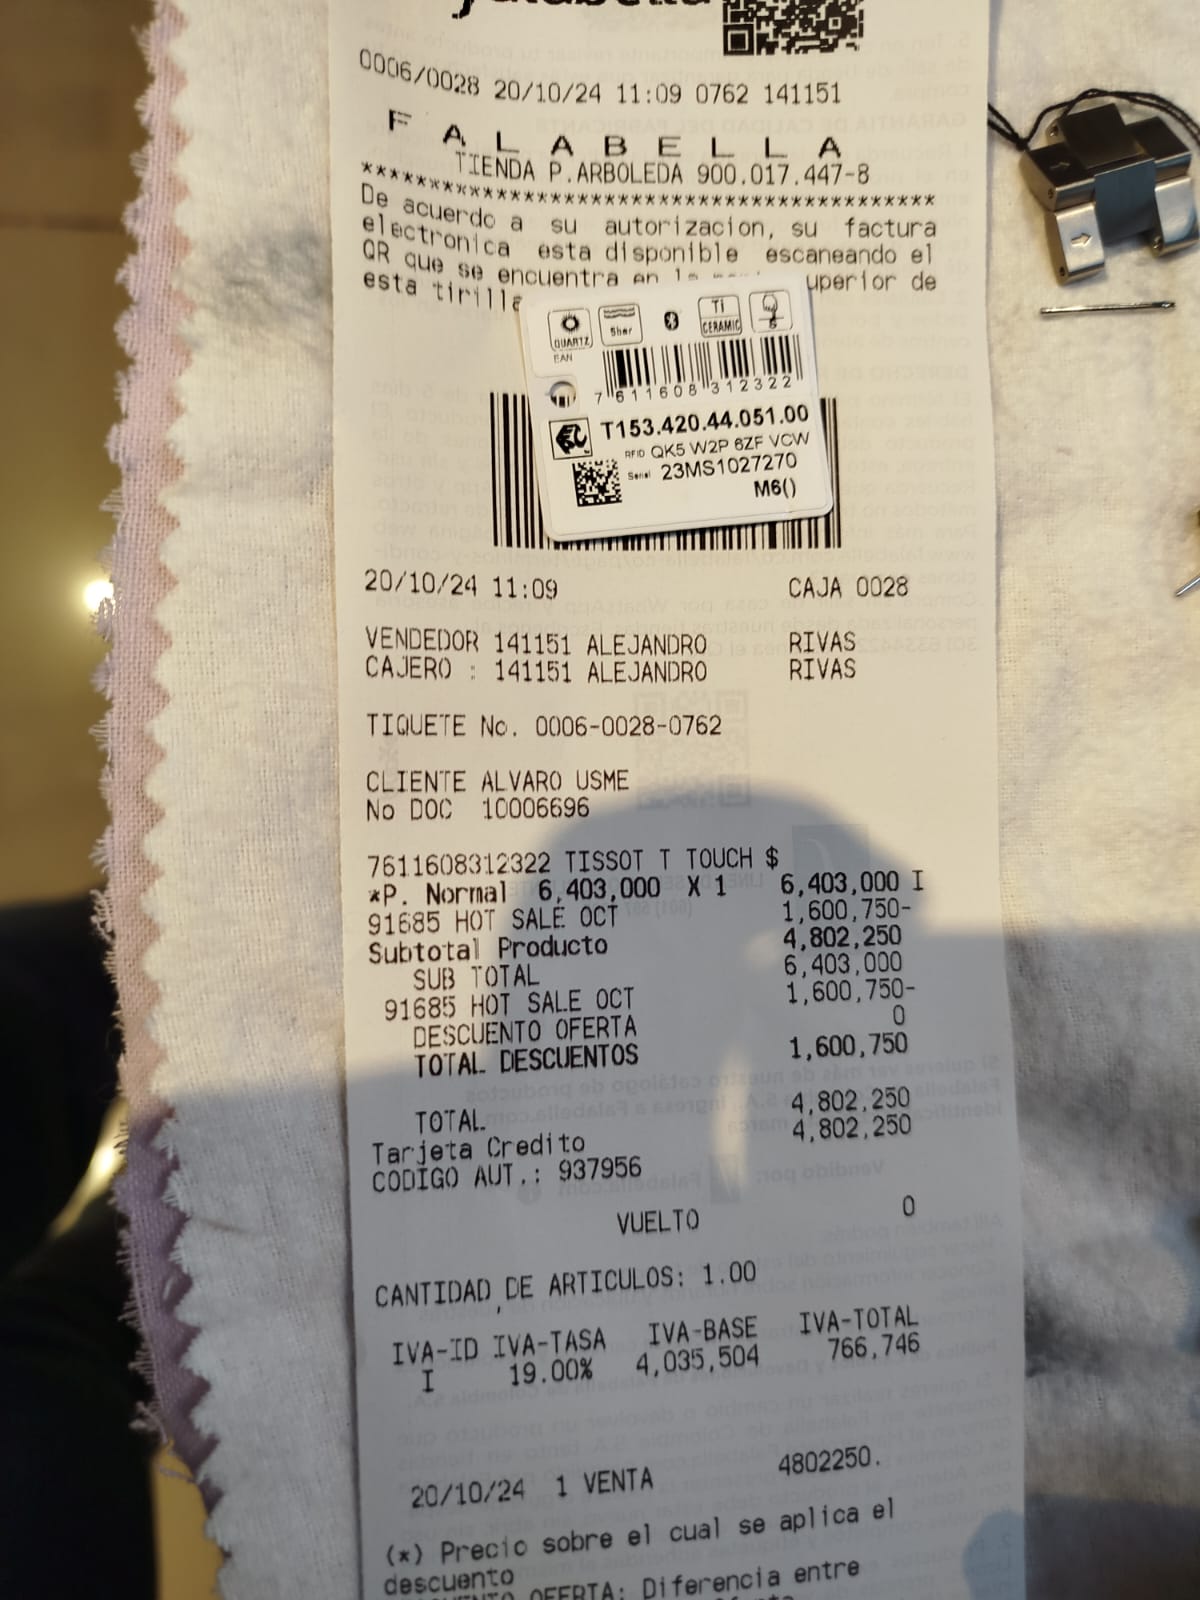 falabella
0006/0028 20/10/24 11:09 0762 141151
F A L A B E L L A
TIENDA P.ARBOLEDA 900.017.447-8
De acuerdo a su autorizacion, su factura
electronica esta disponible escaneando el
QR que se encuentra en la superior de
esta tirilla
QUARTZ
5bar
Ti
CERAMIC
EAN
7 611608 312322
T153.420.44.051.00
RFID QK5 W2P 6ZF VCW
Serial 23MS1027270
M6()
20/10/24 11:09 CAJA 0028
VENDEDOR 141151 ALEJANDRO RIVAS
CAJERO : 141151 ALEJANDRO RIVAS
TIQUETE No. 0006-0028-0762
CLIENTE ALVARO USME
No DOC 10006696
7611608312322 TISSOT T TOUCH $
*P. Normal 6,403,000 X 1 6,403,000 I
91685 HOT SALE OCT 1,600,750-
Subtotal Producto 4,802,250
SUB TOTAL 6,403,000
91685 HOT SALE OCT 1,600,750-
DESCUENTO OFERTA 0
TOTAL DESCUENTOS 1,600,750
TOTAL 4,802,250
Tarjeta Credito 4,802,250
CODIGO AUT.: 937956
VUELTO 0
CANTIDAD DE ARTICULOS: 1.00
IVA-ID IVA-TASA IVA-BASE IVA-TOTAL
I 19.00% 4,035,504 766,746
20/10/24 1 VENTA 4802250.
(*) Precio sobre el cual se aplica el
descuento
OFERTA: Diferencia entre